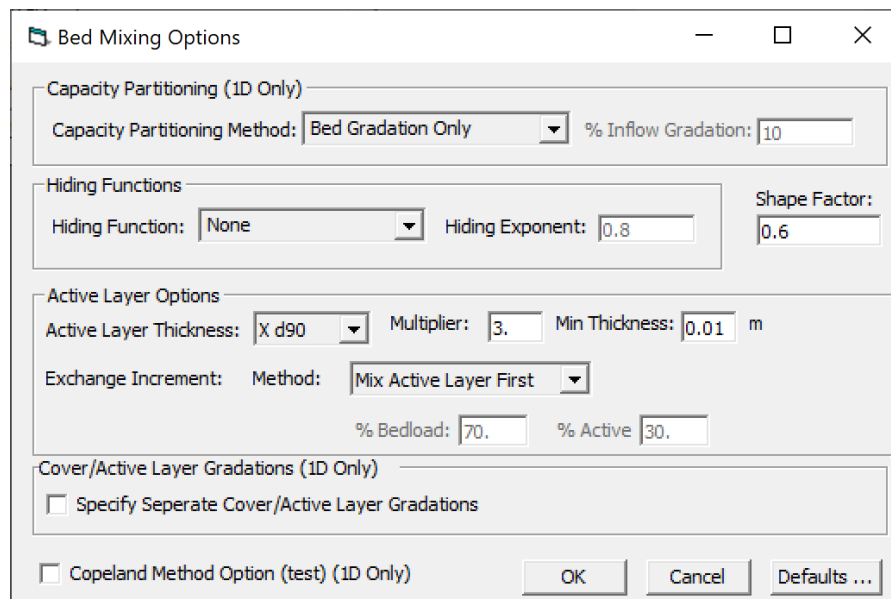 Bed Mixing Options
Capacity Partitioning (1D Only)
Capacity Partitioning Method: Bed Gradation Only % Inflow Gradation: 10
Hiding Functions
Hiding Function: None Hiding Exponent: 0.8
Shape Factor:
0.6
Active Layer Options
Active Layer Thickness: X d90 Multiplier: 3. Min Thickness: 0.01 m
Exchange Increment: Method: Mix Active Layer First
% Bedload: 70. % Active 30.
Cover/Active Layer Gradations (1D Only)
Specify Seperate Cover/Active Layer Gradations
Copeland Method Option (test) (1D Only) OK Cancel Defaults ...